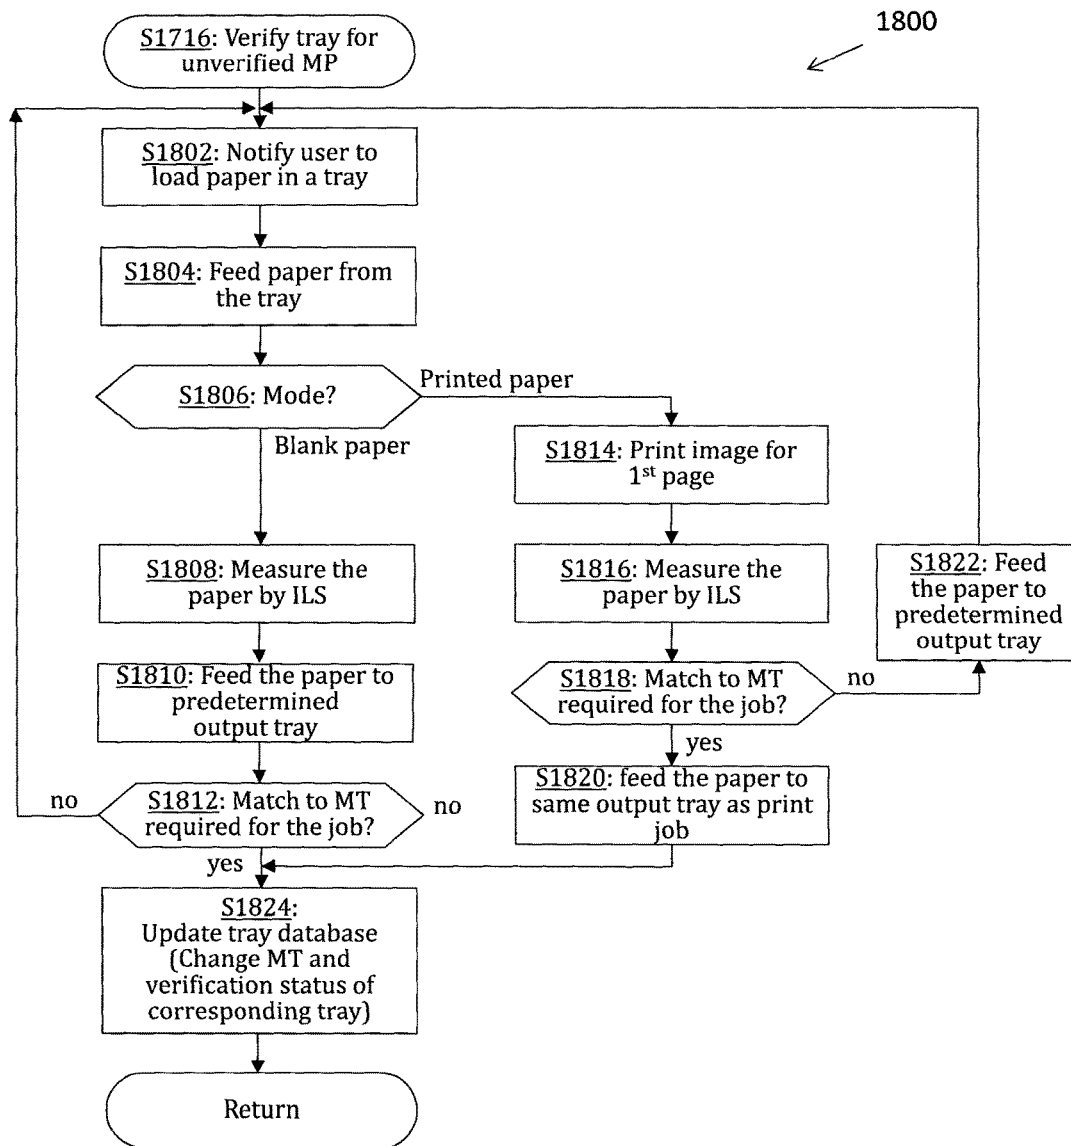 1800
S1716: Verify tray for
unverified MP
S1802: Notify user to
load paper in a tray
S1804: Feed paper from
the tray
S1806: Mode?
Printed paper
Blank paper
S1808: Measure the
paper by ILS
S1810: Feed the paper to
predetermined
output tray
S1812: Match to MT
required for the job?
no
no
yes
S1814: Print image for
1st page
S1816: Measure the
paper by ILS
S1818: Match to MT
required for the job?
no
yes
S1822: Feed
the paper to
predetermined
output tray
S1820: feed the paper to
same output tray as print
job
S1824:
Update tray database
(Change MT and
verification status of
corresponding tray)
Return